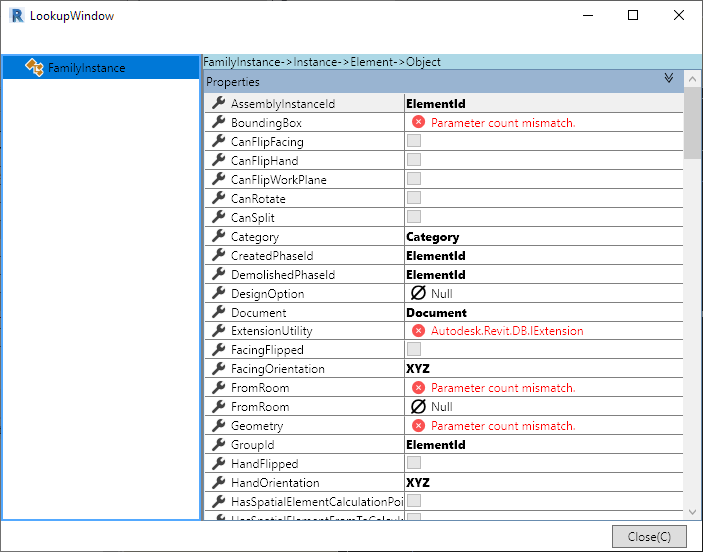 LookupWindow
FamilyInstance
FamilyInstance->Instance->Element->Object
Properties
AssemblyInstanceId ElementId
BoundingBox Parameter count mismatch.
CanFlipFacing
CanFlipHand
CanFlipWorkPlane
CanRotate
CanSplit
Category Category
CreatedPhaseId ElementId
DemolishedPhaseId ElementId
DesignOption Null
Document Document
ExtensionUtility Autodesk.Revit.DB.IExtension
FacingFlipped
FacingOrientation XYZ
FromRoom Parameter count mismatch.
FromRoom Null
Geometry Parameter count mismatch.
GroupId ElementId
HandFlipped
HandOrientation XYZ
HasSpatialElementCalculationPoi
HasSpatialElementFromToCalcul
Close(C)